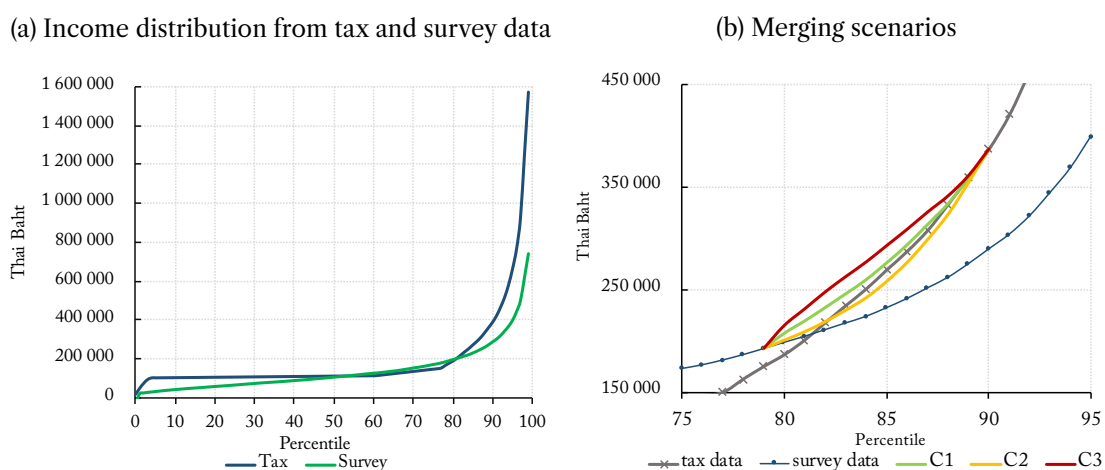 (a) Income distribution from tax and survey data
Thai Baht
1 600 000
1 400 000
1 200 000
1 000 000
800 000
600 000
400 000
200 000
0
0 10 20 30 40 50 60 70 80 90 100
Percentile
Tax Survey
(b) Merging scenarios
Thai Baht
450 000
350 000
250 000
150 000
75 80 85 90 95
Percentile
tax data survey data C1 C2 C3